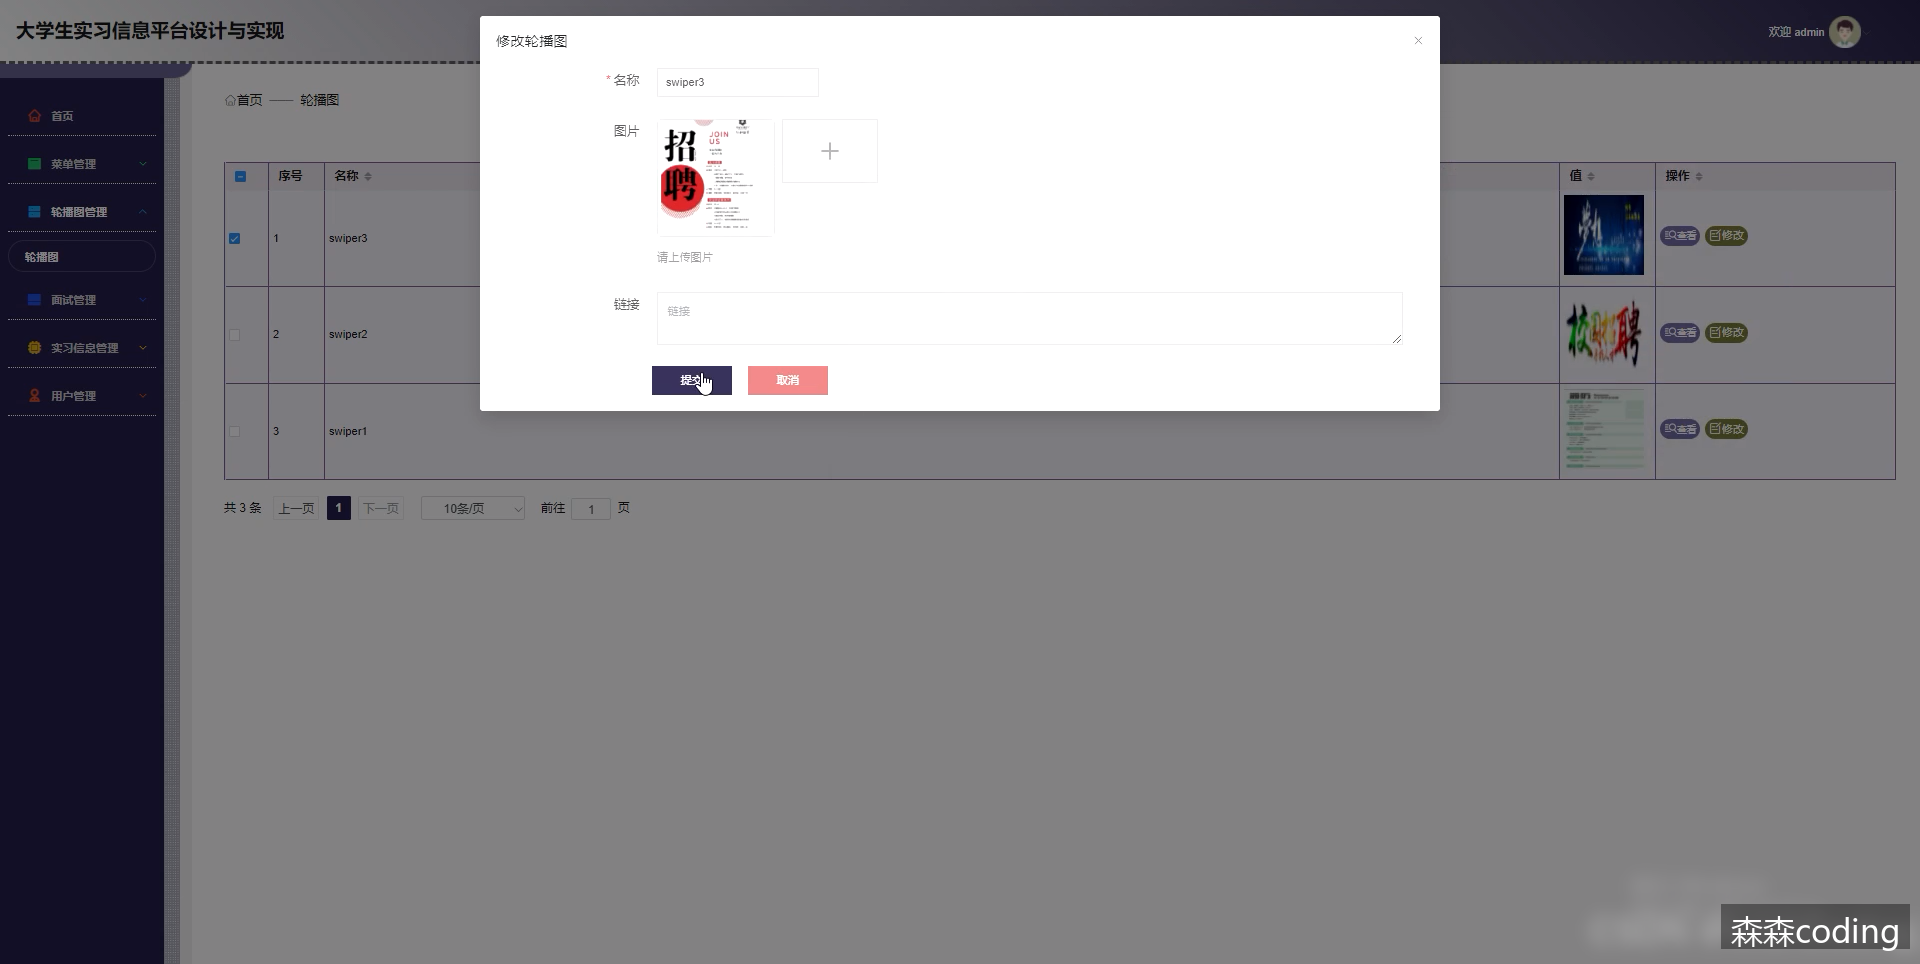 大学生实习信息平台设计与实现
欢迎 admin
修改轮播图
* 名称
swiper3
图片
招聘
JOIN
US
请上传图片
链接
链接
提交
取消
首页
菜单管理
轮播图管理
轮播图
面试管理
实习信息管理
用户管理
首页 —— 轮播图
序号 名称 值 操作
1 swiper3 查看 修改
2 swiper2 校园招聘 查看 修改
3 swiper1 查看 修改
共 3 条 上一页 1 下一页 10条/页 前往 1 页
森森coding